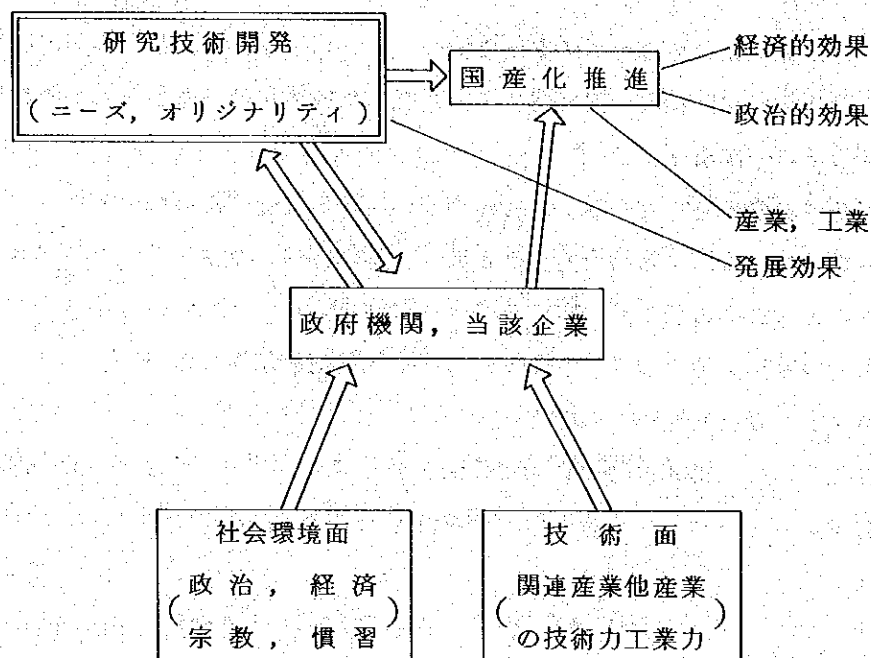 研究技術開発
(ニーズ, オリジナリティ)
国産化推進
経済的効果
政治的効果
産業, 工業
発展効果
政府機関, 当該企業
社会環境面
(政治, 経済
宗教, 慣習)
技術面
(関連産業他産業
の技術力工業力)